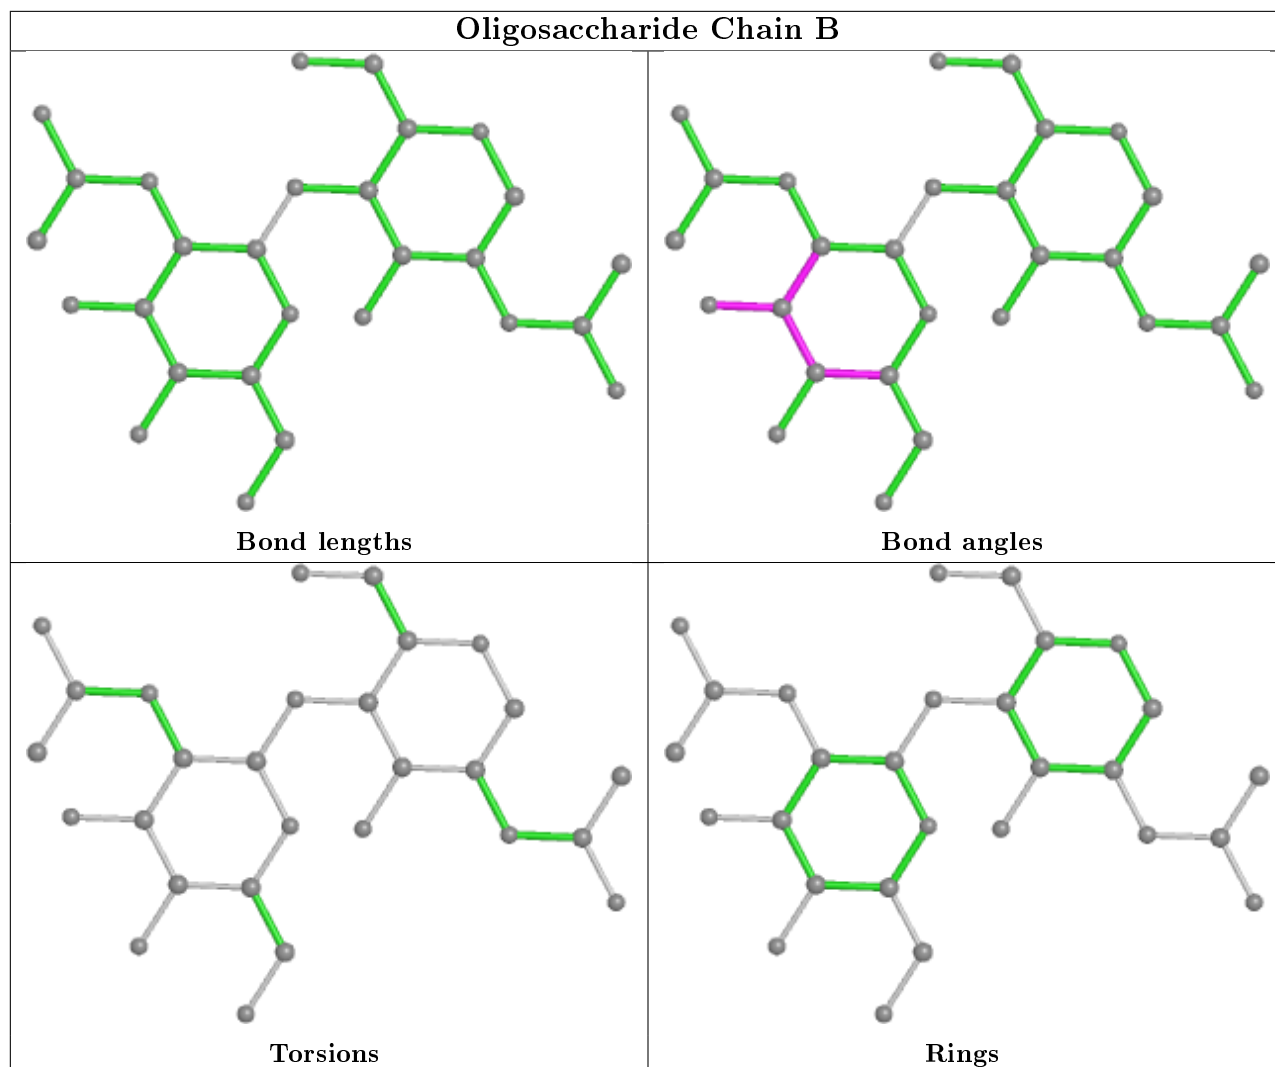 Oligosaccharide Chain B
Bond lengths
Bond angles
Torsions
Rings